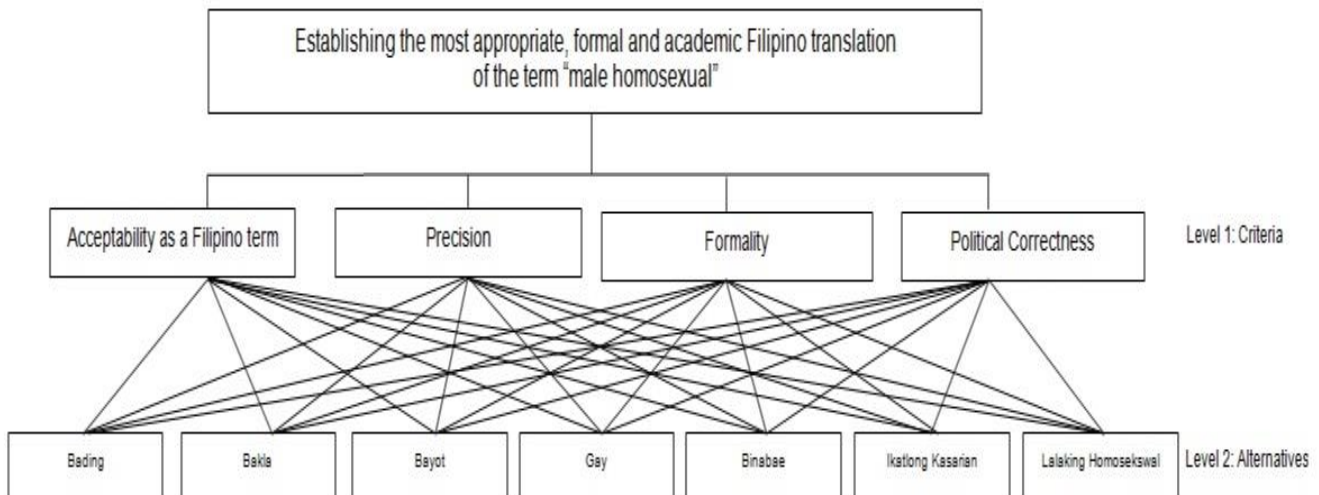 Establishing the most appropriate, formal and academic Filipino translation
of the term “male homosexual”
Acceptability as a Filipino term
Precision
Formality
Political Correctness
Level 1: Criteria
Bading
Bakla
Bayot
Gay
Binabae
Ikatlong Kasarian
Lalaking Homosekswal
Level 2: Alternatives